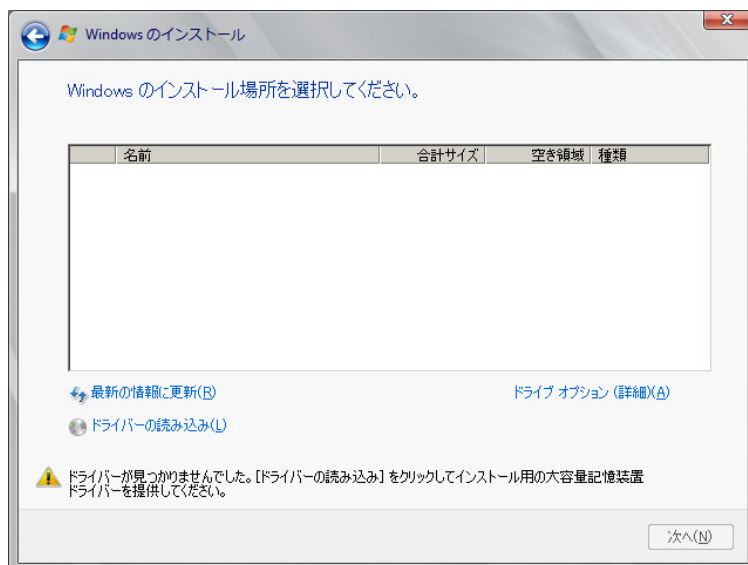 Windows のインストール
Windows のインストール場所を選択してください。
名前 合計サイズ 空き領域 種類
最新の情報に更新(R) ドライブ オプション (詳細)(A)
ドライバーの読み込み(L)
ドライバーが見つかりませんでした。[ドライバーの読み込み] をクリックしてインストール用の大容量記憶装置
ドライバーを提供してください。
次へ(N)